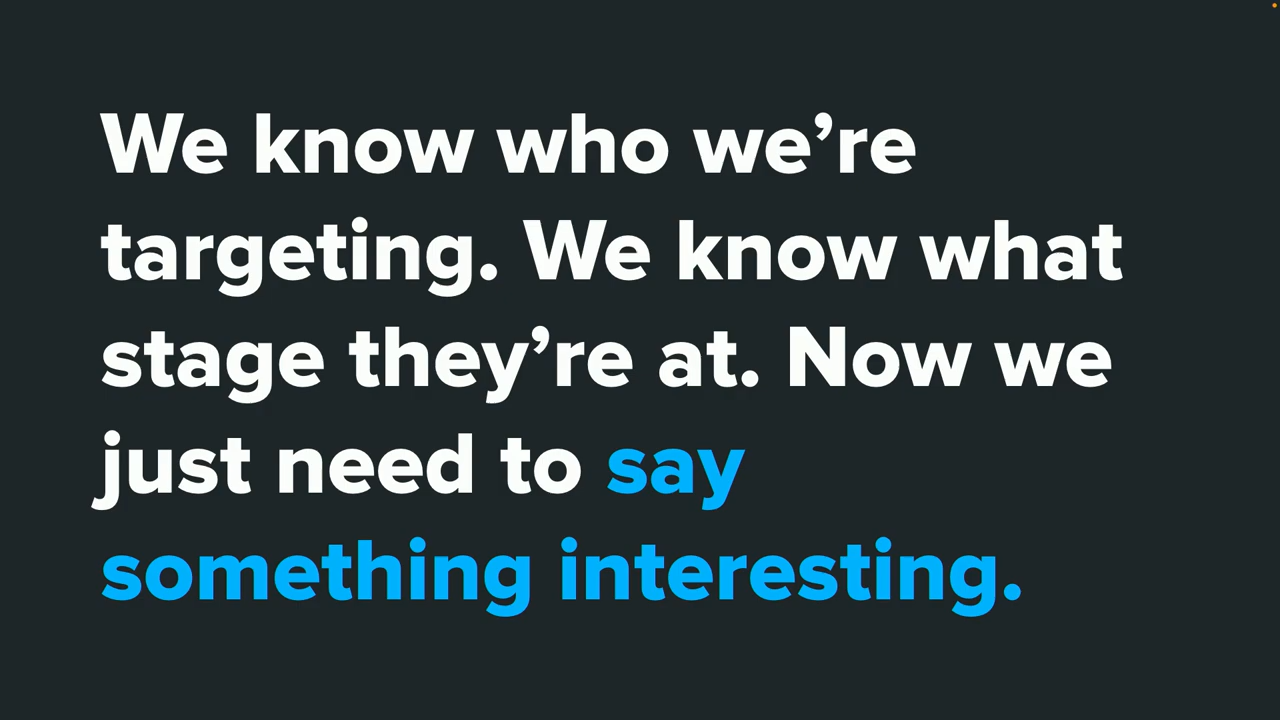 We know who we’re
targeting. We know what
stage they’re at. Now we
just need to say
something interesting.